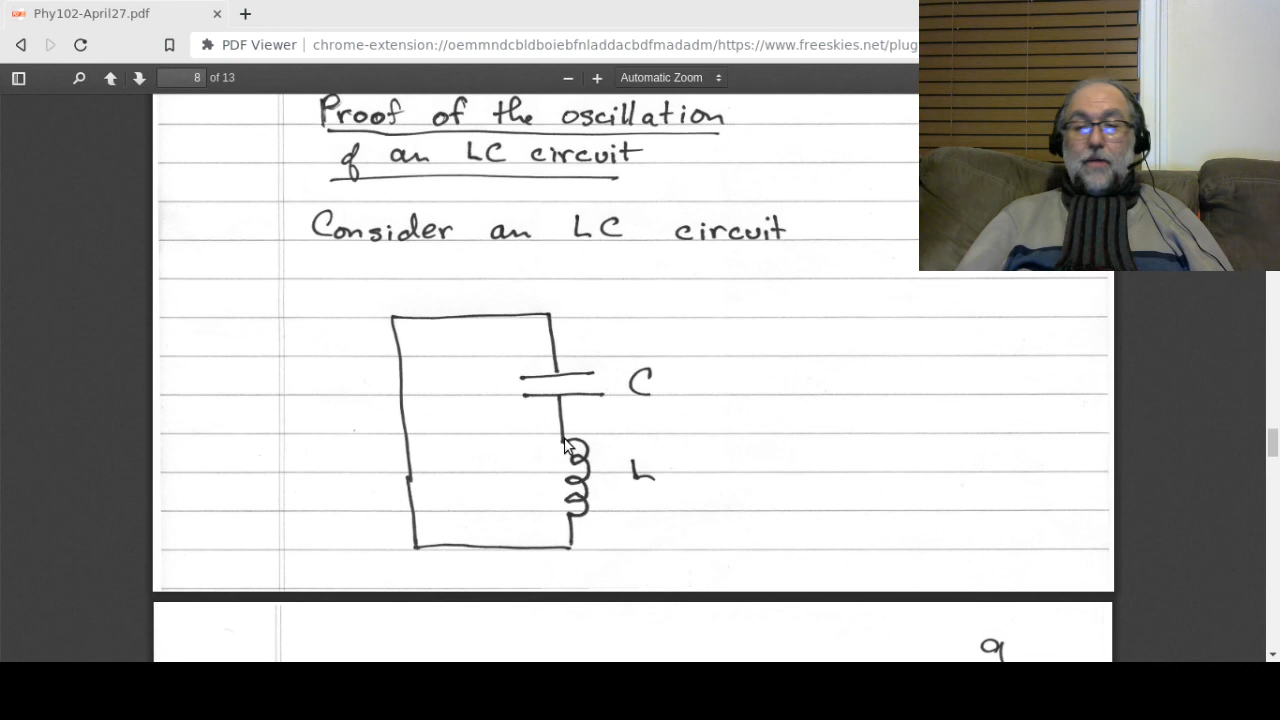 Phy102-April27.pdf
PDF Viewer chrome-extension://oemmndcbldboiebfnladdacbdfmadadm/https://www.freeskies.net/plug
8 of 13
Automatic Zoom
Proof of the oscillation
of an LC circuit
Consider an LC circuit
C
L
9